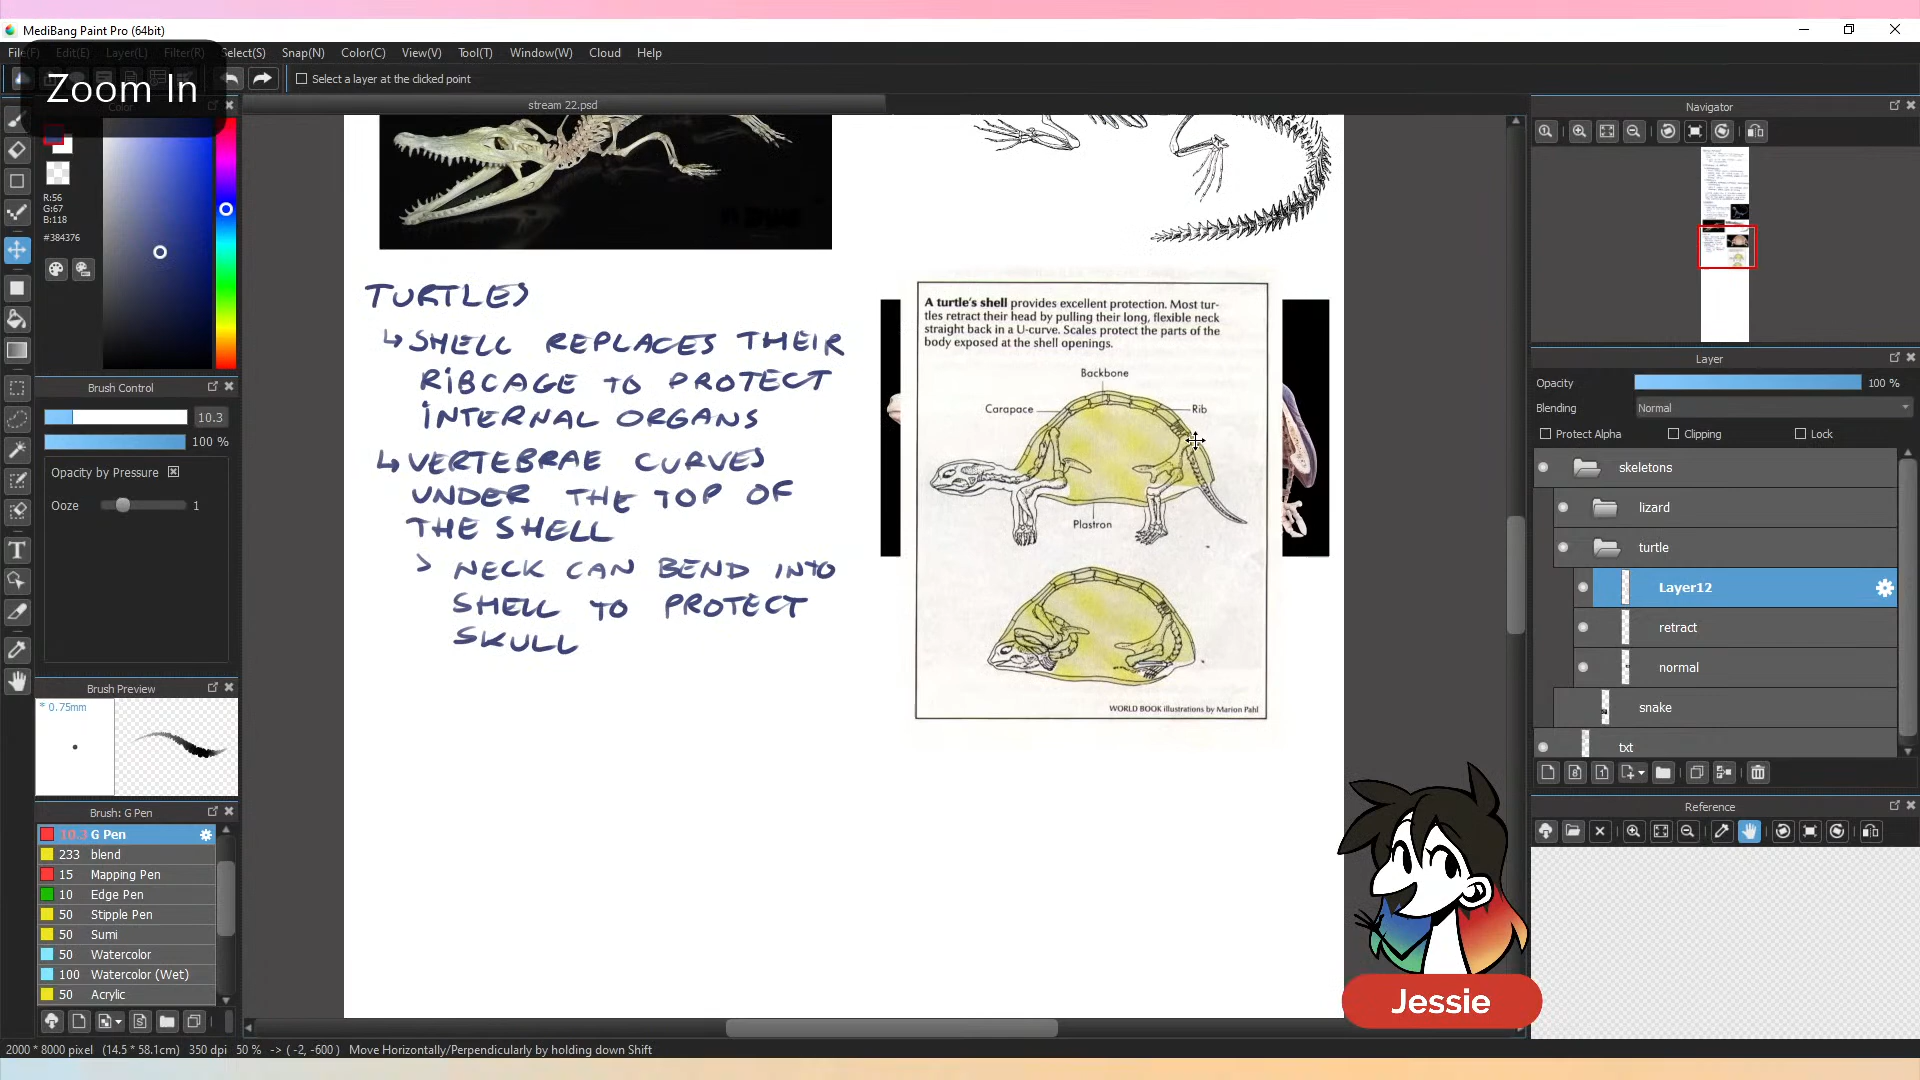 MediBang Paint Pro (64bit)
File(F) Edit(E) Layer(L) Filter(R) Select(S) Snap(N) Color(C) View(V) Tool(T) Window(W) Cloud Help
Zoom In
Select a layer at the clicked point
Color
stream 22.psd
R:56
G:67
B:118
#384376
Brush Control
10.3
100 %
Opacity by Pressure
Ooze 1
Brush Preview
* 0.75mm
Brush: G Pen
10.3 G Pen
233 blend
15 Mapping Pen
10 Edge Pen
50 Stipple Pen
50 Sumi
50 Watercolor
100 Watercolor (Wet)
50 Acrylic
TURTLES
↳ SHELL REPLACES THEIR
RIBCAGE TO PROTECT
INTERNAL ORGANS
↳ VERTEBRAE CURVES
UNDER THE TOP OF
THE SHELL
> NECK CAN BEND INTO
SHELL TO PROTECT
SKULL
A turtle's shell provides excellent protection. Most tur-
tles retract their head by pulling their long, flexible neck
straight back in a U-curve. Scales protect the parts of the
body exposed at the shell openings.
Backbone
Carapace
Rib
Plastron
WORLD BOOK illustrations by Marion Pahl
Navigator
Layer
Opacity 100 %
Blending Normal
Protect Alpha Clipping Lock
skeletons
lizard
turtle
Layer12
retract
normal
snake
txt
Reference
Jessie
2000 * 8000 pixel (14.5 * 58.1cm) 350 dpi 50 % -> ( -2, -600 ) Move Horizontally/Perpendicularly by holding down Shift